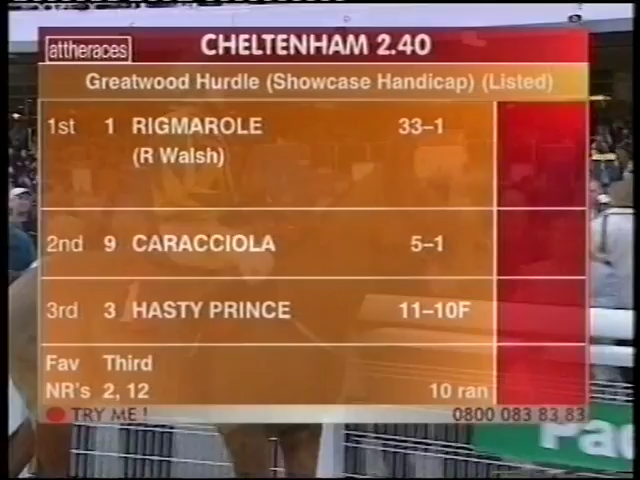 attheraces CHELTENHAM 2.40
Greatwood Hurdle (Showcase Handicap) (Listed)
1st 1 RIGMAROLE 33-1
(R Walsh)
2nd 9 CARACCIOLA 5-1
3rd 3 HASTY PRINCE 11-10F
Fav Third
NR's 2, 12 10 ran
TRY ME! 0800 083 83 83